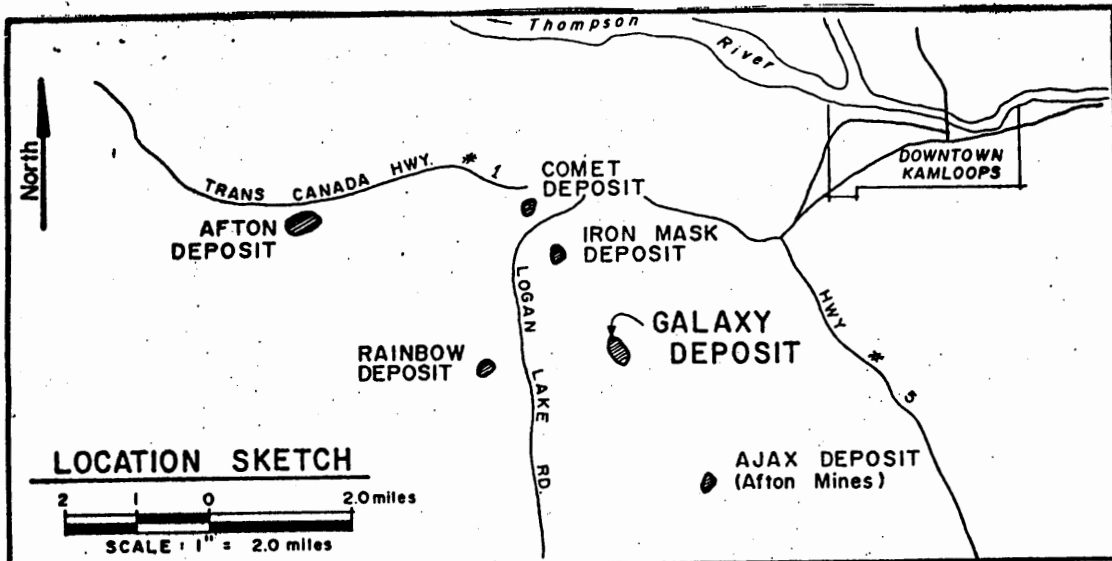 Thompson
River
North
TRANS CANADA HWY. * 1
DOWNTOWN
KAMLOOPS
COMET
DEPOSIT
AFTON
DEPOSIT
IRON MASK
DEPOSIT
LOGAN LAKE RD.
HWY * 5
GALAXY
DEPOSIT
RAINBOW
DEPOSIT
AJAX DEPOSIT
(Afton Mines)
LOCATION SKETCH
2 1 0 2.0 miles
SCALE : 1" = 2.0 miles